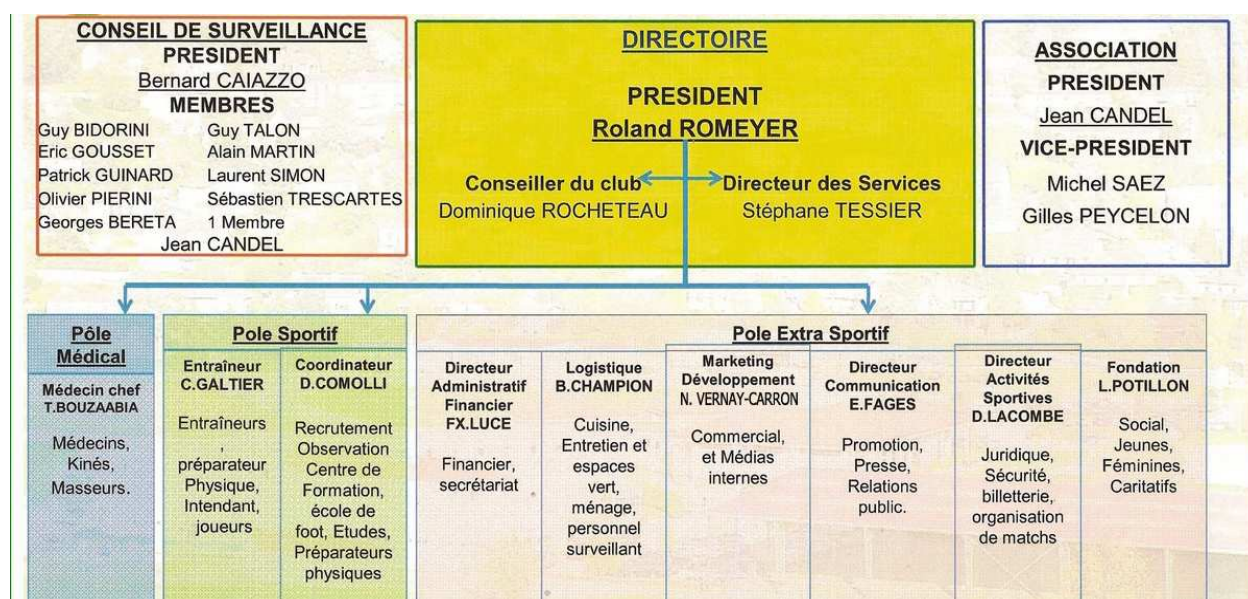 CONSEIL DE SURVEILLANCE
PRESIDENT
Bernard CAIAZZO
MEMBRES
Guy BIDORINI Guy TALON
Eric GOUSSET Alain MARTIN
Patrick GUINARD Laurent SIMON
Olivier PIERINI Sébastien TRESCARTES
Georges BERETA 1 Membre
Jean CANDEL
DIRECTOIRE
PRESIDENT
Roland ROMEYER
Conseiller du club Directeur des Services
Dominique ROCHETEAU Stéphane TESSIER
ASSOCIATION
PRESIDENT
Jean CANDEL
VICE-PRESIDENT
Michel SAEZ
Gilles PEYCELON
Pôle
Médical
Médecin chef
T.BOUZAABIA
Médecins,
Kinés,
Masseurs.
Pole Sportif
Entraîneur
C.GALTIER
Entraîneurs
,
préparateur
Physique,
Intendant,
joueurs
Coordinateur
D.COMOLLI
Recrutement
Observation
Centre de
Formation,
école de
foot, Etudes,
Préparateurs
physiques
Pole Extra Sportif
Directeur
Administratif
Financier
FX.LUCE
Financier,
secrétariat
Logistique
B.CHAMPION
Cuisine,
Entretien et
espaces
vert,
ménage,
personnel
surveillant
Marketing
Développement
N. VERNAY-CARRON
Commercial,
et Médias
internes
Directeur
Communication
E.FAGES
Promotion,
Presse,
Relations
public.
Directeur
Activités
Sportives
D.LACOMBE
Juridique,
Sécurité,
billetterie,
organisation
de matchs
Fondation
L.POTILLON
Social,
Jeunes,
Féminines,
Caritatifs